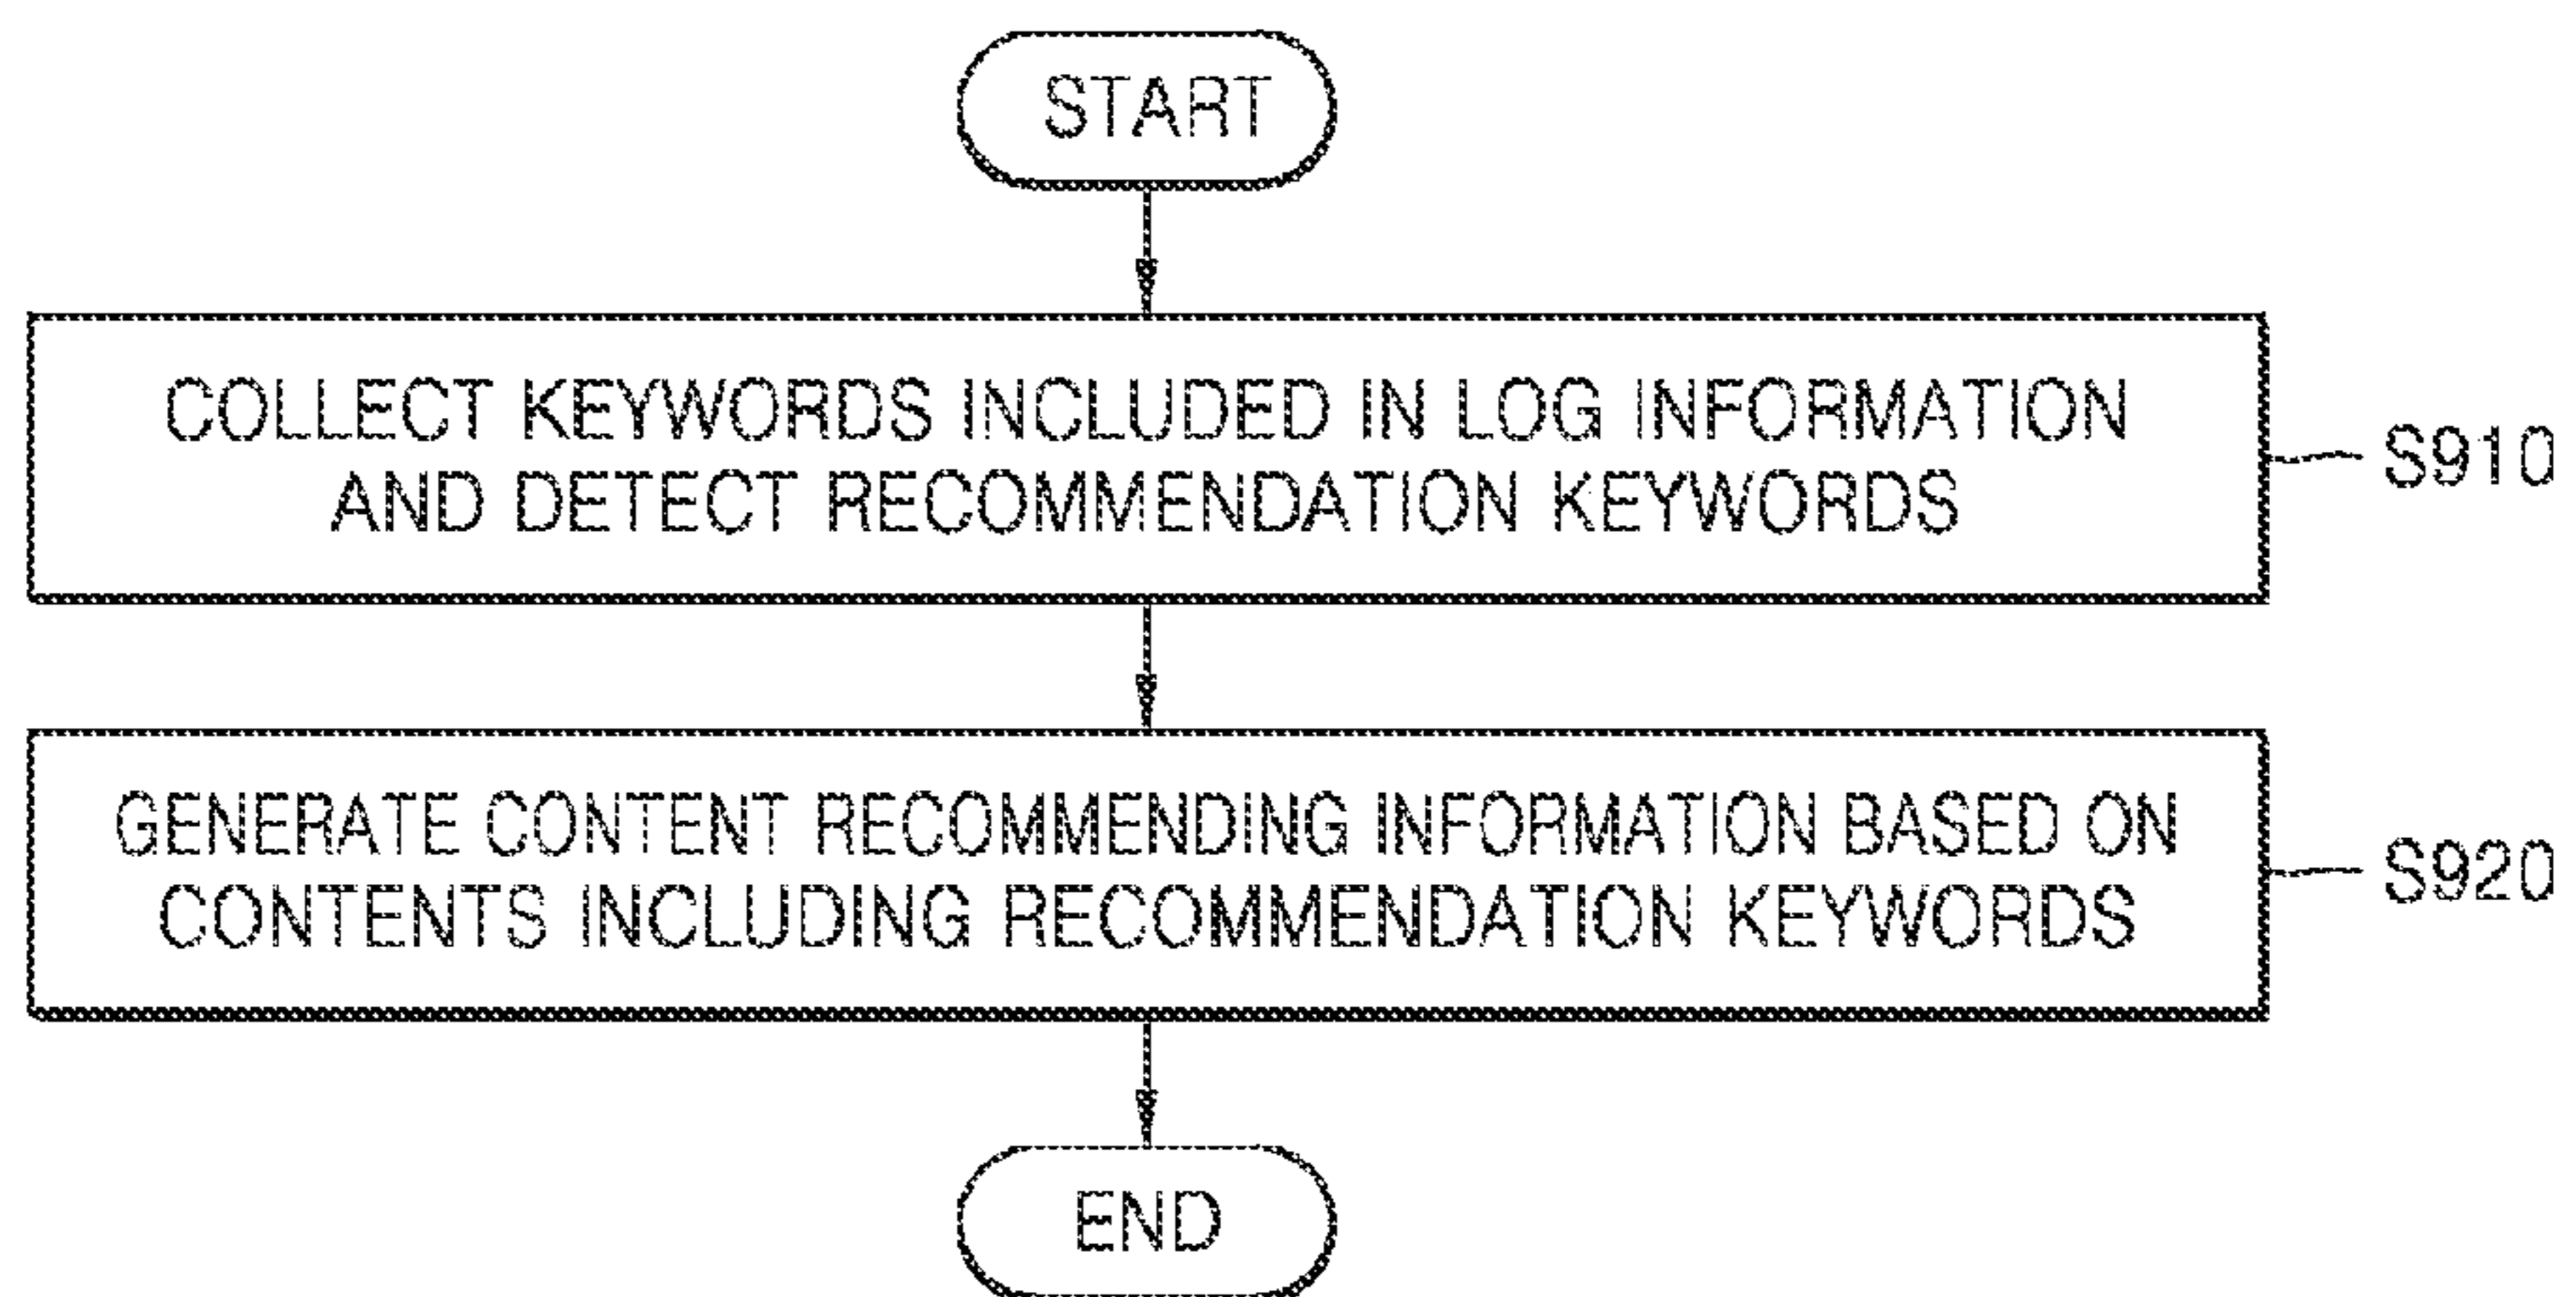 START
COLLECT KEYWORDS INCLUDED IN LOG INFORMATION
AND DETECT RECOMMENDATION KEYWORDS
S910
GENERATE CONTENT RECOMMENDING INFORMATION BASED ON
CONTENTS INCLUDING RECOMMENDATION KEYWORDS
S920
END